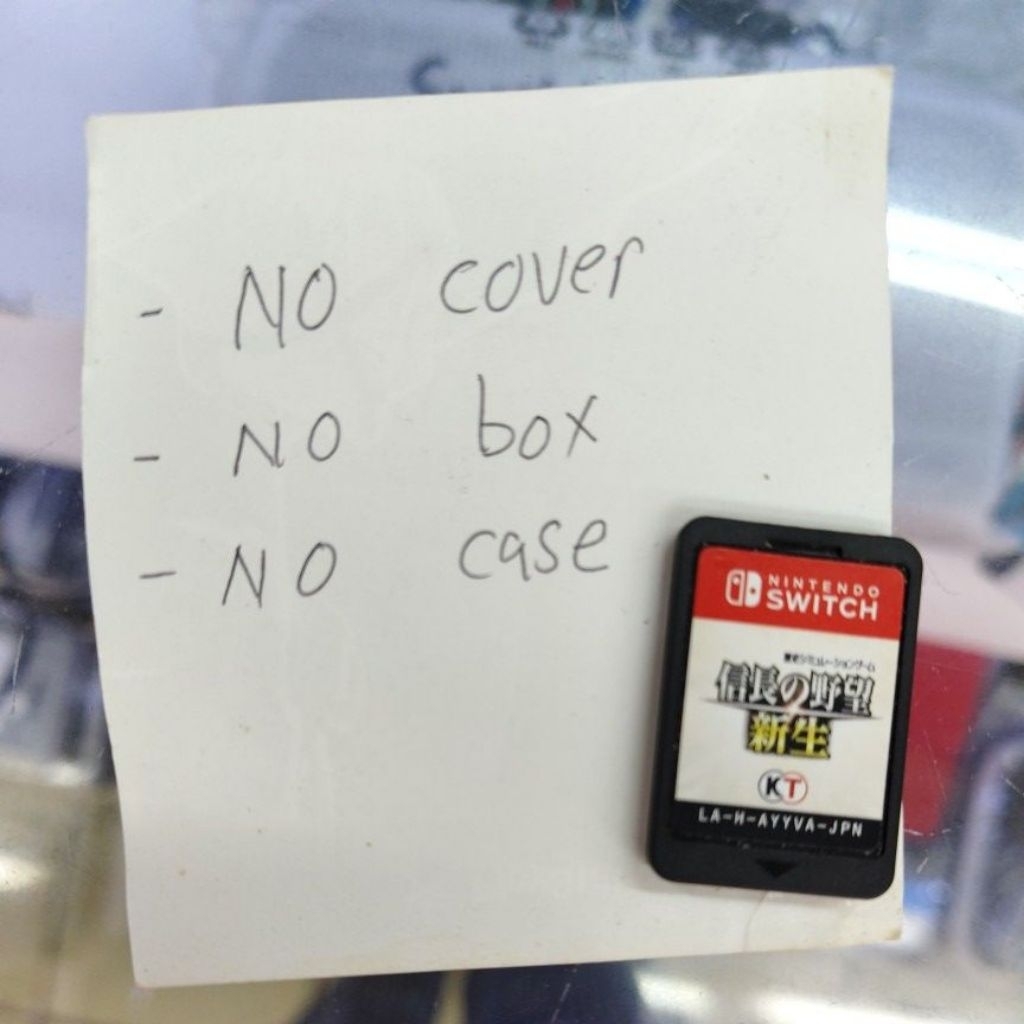 - NO cover
- NO box
- NO case
NINTENDO
SWITCH
歴史シミュレーションゲーム
信長の野望
新生
KT
LA-H-AYYVA-JPN